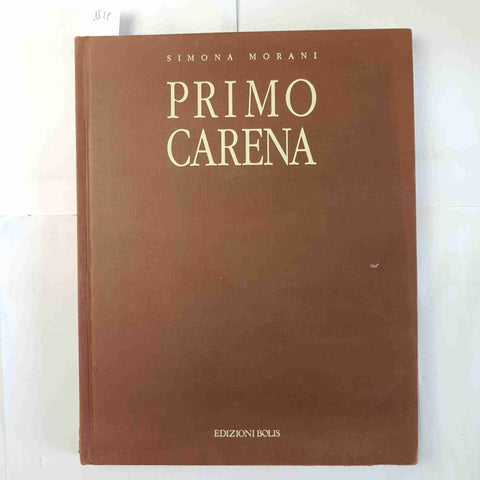 SIMONA MORANI
PRIMO
CARENA
EDIZIONI BOLIS